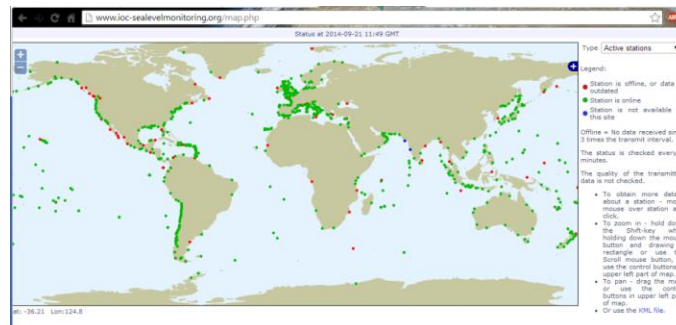 www.ioc-sealevelmonitoring.org/map.php
Status at 2014-09-21 11:49 GMT
Type Active stations
Legend:
Station is offline, or data
outdated
Station is online
Station is not available
this site
Offline = No data received sin
3 times the transmit interval.
The status is checked every
minutes.
The quality of the transmitt
data is not checked.
To obtain more deta
about a station - mo
mouse over station a
click.
To zoom in - hold do
the Shift-key wh
holding down the mou
button and drawing
rectangle or use t
Scroll mouse button,
use the control buttons
upper left part of map.
To pan - drag the m
or use the cont
buttons in upper left p
of map.
Or use the KML file.
at: -36.21 Lon:124.8